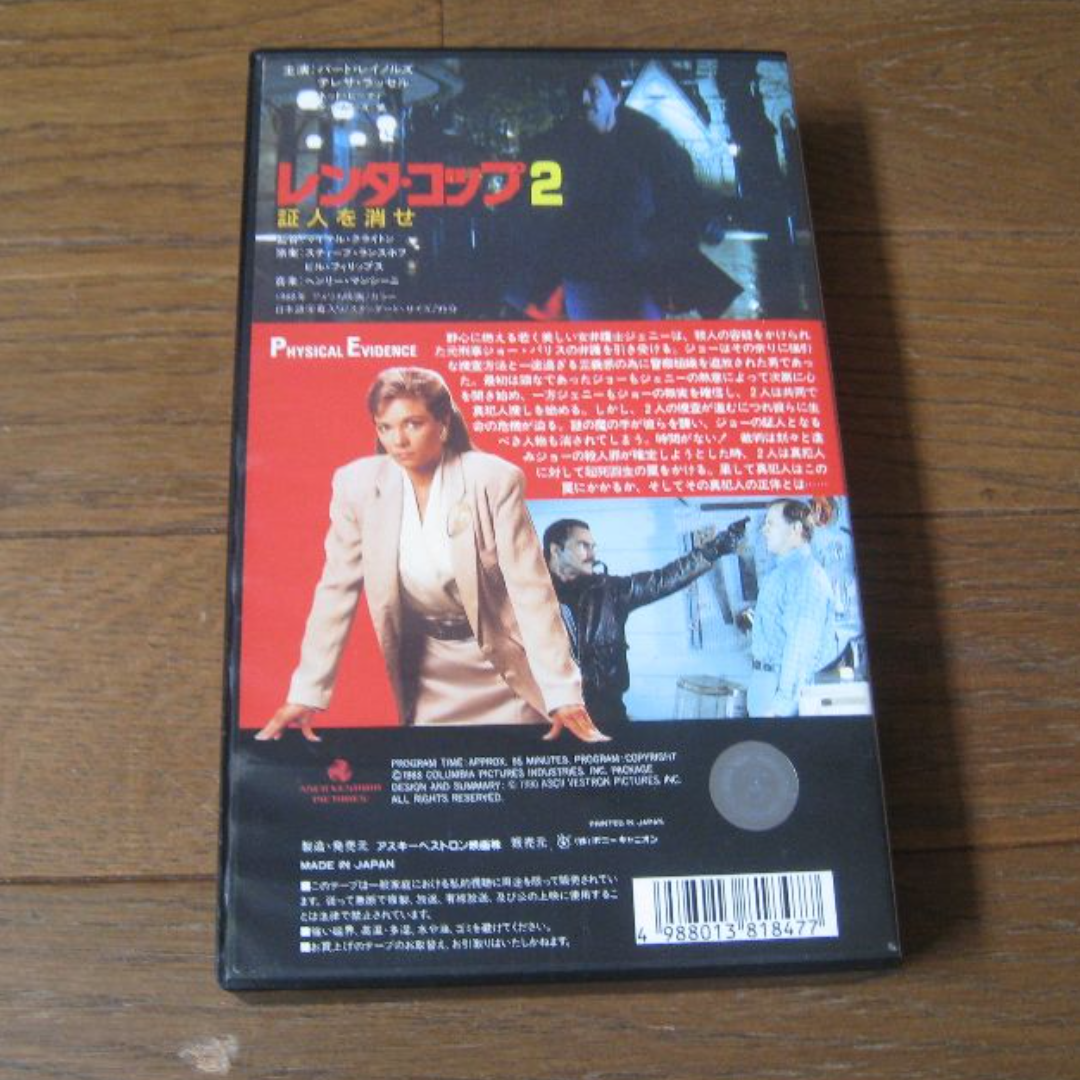 主演:バート・レイノルズ
テレサ・ラッセル
レンタ・コップ2
証人を消せ
監督:マイケル・クライトン
原案:スティーブ・ランスホフ
ビル・フィリップス
音楽:ヘンリー・マンシーニ
1988年 アメリカ映画/カラー
PHYSICAL EVIDENCE
野心に燃える若く美しい女弁護士ジェニーは、殺人の容疑をかけられ
た元刑事ジョー・パリスの弁護を引き受ける。ジョーはその余りに強引
な捜査方法と一途過ぎる正義感の為に警察組織を追放された男であっ
た。最初は頑なであったジョーもジェニーの熱意によって次第に心
を開き始め、一方ジェニーもジョーの無実を確信し、2人は共同で
真犯人捜しを始める。しかし、2人の捜査が進むにつれ彼らに生
命の危機が迫る。謎の魔の手が彼らを襲い、ジョーの証人となる
べき人物も消されてしまう。時間がない! 裁判は刻々と進
みジョーの殺人罪が確定しようとした時、2人は真犯人
に対して起死回生の罠をかける。果して真犯人はこの
罠にかかるか、そしてその真犯人の正体とは……
PROGRAM TIME: APPROX. 95 MINUTES. PROGRAM: COPYRIGHT
©1988 COLUMBIA PICTURES INDUSTRIES, INC. PACKAGE
DESIGN AND SUMMARY: © 1990 ASCII VESTRON PICTURES, INC.
ALL RIGHTS RESERVED.
ASCII VESTRON
PICTURES
PRINTED IN JAPAN
製造・発売元 アスキーベストロン映画㈱ 販売元 (株)ポニーキャニオン
MADE IN JAPAN
■このテープは一般家庭における私的視聴に用途を限って販売されてい
ます。従って無断で複製、放送、有線放送、及び公の上映に使用するこ
とは法律で禁止されています。
■強い磁界、高温・多湿、水や油、ゴミを避けてください。
■お買上げのテープのお取替え、お引取りはいたしかねます。
4 988013 818477